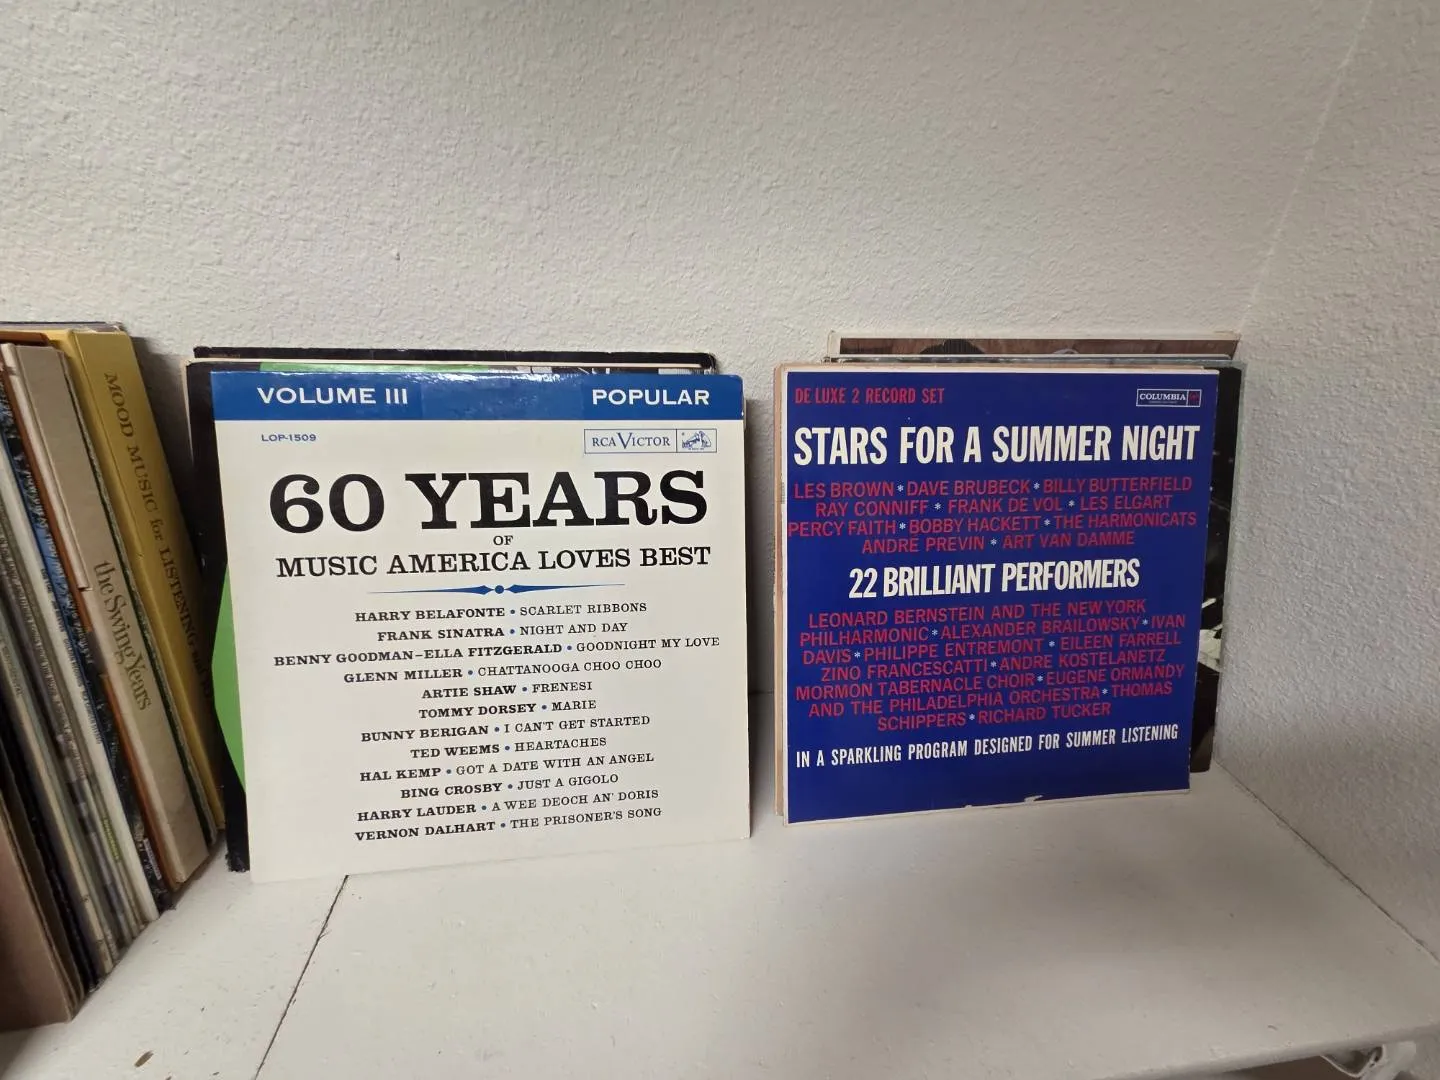 MOOD MUSIC for LISTENING
the Swing Years
VOLUME III
POPULAR
LOP-1509
RCA VICTOR
60 YEARS
OF
MUSIC AMERICA LOVES BEST
HARRY BELAFONTE • SCARLET RIBBONS
FRANK SINATRA • NIGHT AND DAY
BENNY GOODMAN–ELLA FITZGERALD • GOODNIGHT MY LOVE
GLENN MILLER • CHATTANOOGA CHOO CHOO
ARTIE SHAW • FRENESI
TOMMY DORSEY • MARIE
BUNNY BERIGAN • I CAN'T GET STARTED
TED WEEMS • HEARTACHES
HAL KEMP • GOT A DATE WITH AN ANGEL
BING CROSBY • JUST A GIGOLO
HARRY LAUDER • A WEE DEOCH AN' DORIS
VERNON DALHART • THE PRISONER'S SONG
DE LUXE 2 RECORD SET
COLUMBIA
STARS FOR A SUMMER NIGHT
LES BROWN * DAVE BRUBECK * BILLY BUTTERFIELD
RAY CONNIFF * FRANK DE VOL * LES ELGART
PERCY FAITH * BOBBY HACKETT * THE HARMONICATS
ANDRÉ PREVIN * ART VAN DAMME
22 BRILLIANT PERFORMERS
LEONARD BERNSTEIN AND THE NEW YORK
PHILHARMONIC * ALEXANDER BRAILOWSKY * IVAN
DAVIS * PHILIPPE ENTREMONT * EILEEN FARRELL
ZINO FRANCESCATTI * ANDRE KOSTELANETZ
MORMON TABERNACLE CHOIR * EUGENE ORMANDY
AND THE PHILADELPHIA ORCHESTRA * THOMAS
SCHIPPERS * RICHARD TUCKER
IN A SPARKLING PROGRAM DESIGNED FOR SUMMER LISTENING